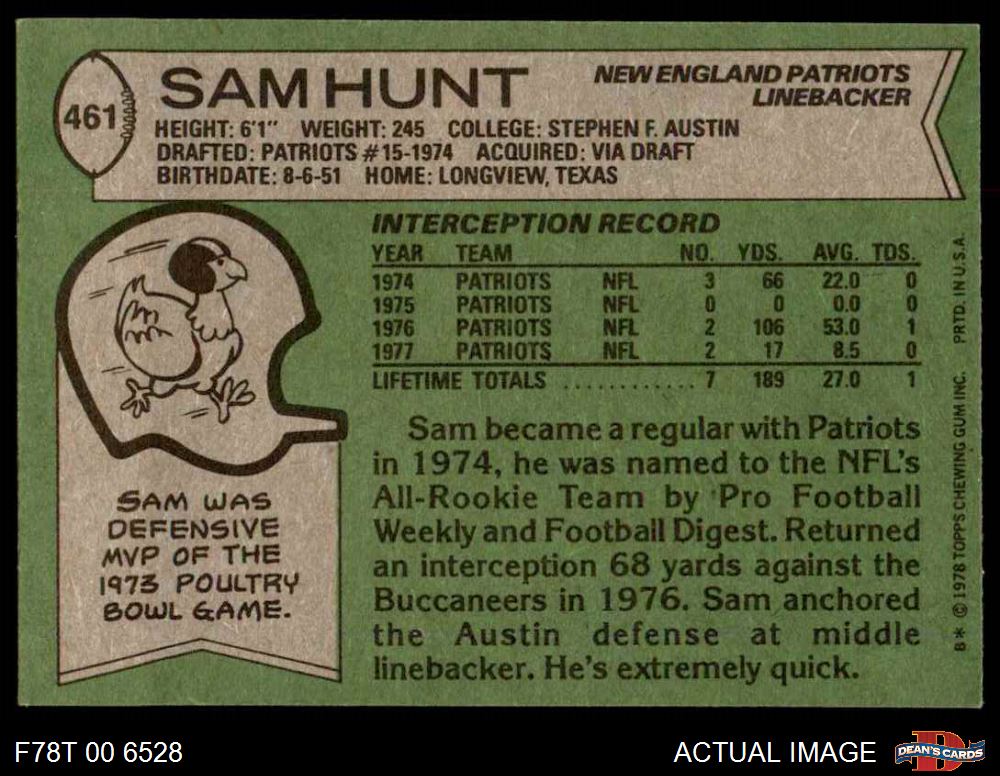 461
SAM HUNT
NEW ENGLAND PATRIOTS
LINEBACKER
HEIGHT: 6'1" WEIGHT: 245 COLLEGE: STEPHEN F. AUSTIN
DRAFTED: PATRIOTS #15-1974 ACQUIRED: VIA DRAFT
BIRTHDATE: 8-6-51 HOME: LONGVIEW, TEXAS
INTERCEPTION RECORD
YEAR TEAM NO. YDS. AVG. TDS.
1974 PATRIOTS NFL 3 66 22.0 0
1975 PATRIOTS NFL 0 0 0.0 0
1976 PATRIOTS NFL 2 106 53.0 1
1977 PATRIOTS NFL 2 17 8.5 0
LIFETIME TOTALS ............ 7 189 27.0 1
Sam became a regular with Patriots
in 1974, he was named to the NFL's
All-Rookie Team by Pro Football
Weekly and Football Digest. Returned
an interception 68 yards against the
Buccaneers in 1976. Sam anchored
the Austin defense at middle
linebacker. He's extremely quick.
SAM WAS
DEFENSIVE
MVP OF THE
1973 POULTRY
BOWL GAME.
B* © 1978 TOPPS CHEWING GUM INC. PRTD. IN U.S.A.
F78T 00 6528
ACTUAL IMAGE
D
DEAN'S CARDS